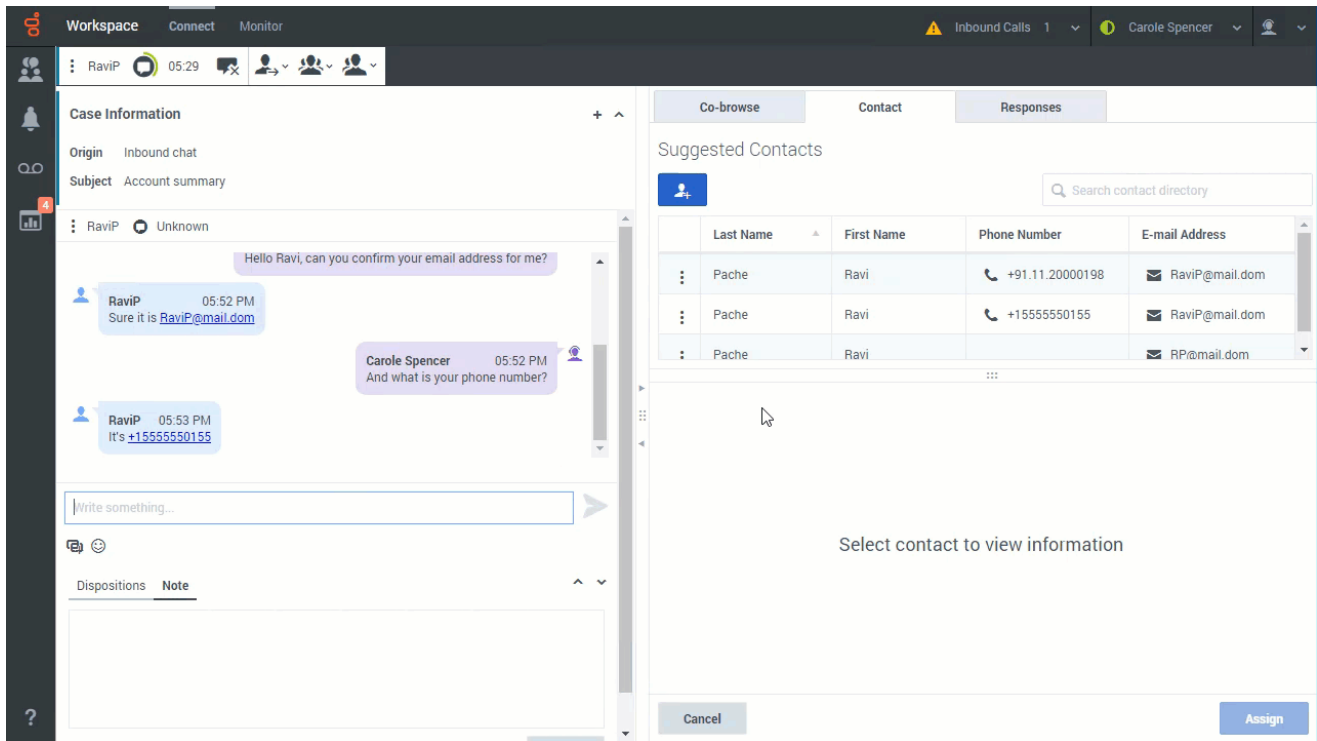 Workspace Connect Monitor Inbound Calls 1 Carole Spencer
RaviP 05:29
4
Case Information
Origin Inbound chat
Subject Account summary
RaviP Unknown
Hello Ravi, can you confirm your email address for me?
RaviP 05:52 PM
Sure it is RaviP@mail.dom
Carole Spencer 05:52 PM
And what is your phone number?
RaviP 05:53 PM
It's +15555550155
Write something...
Dispositions Note
?
Co-browse Contact Responses
Suggested Contacts
Search contact directory
Last Name First Name Phone Number E-mail Address
Pache Ravi +91.11.20000198 RaviP@mail.dom
Pache Ravi +15555550155 RaviP@mail.dom
Pache Ravi RP@mail.dom
Select contact to view information
Cancel Assign